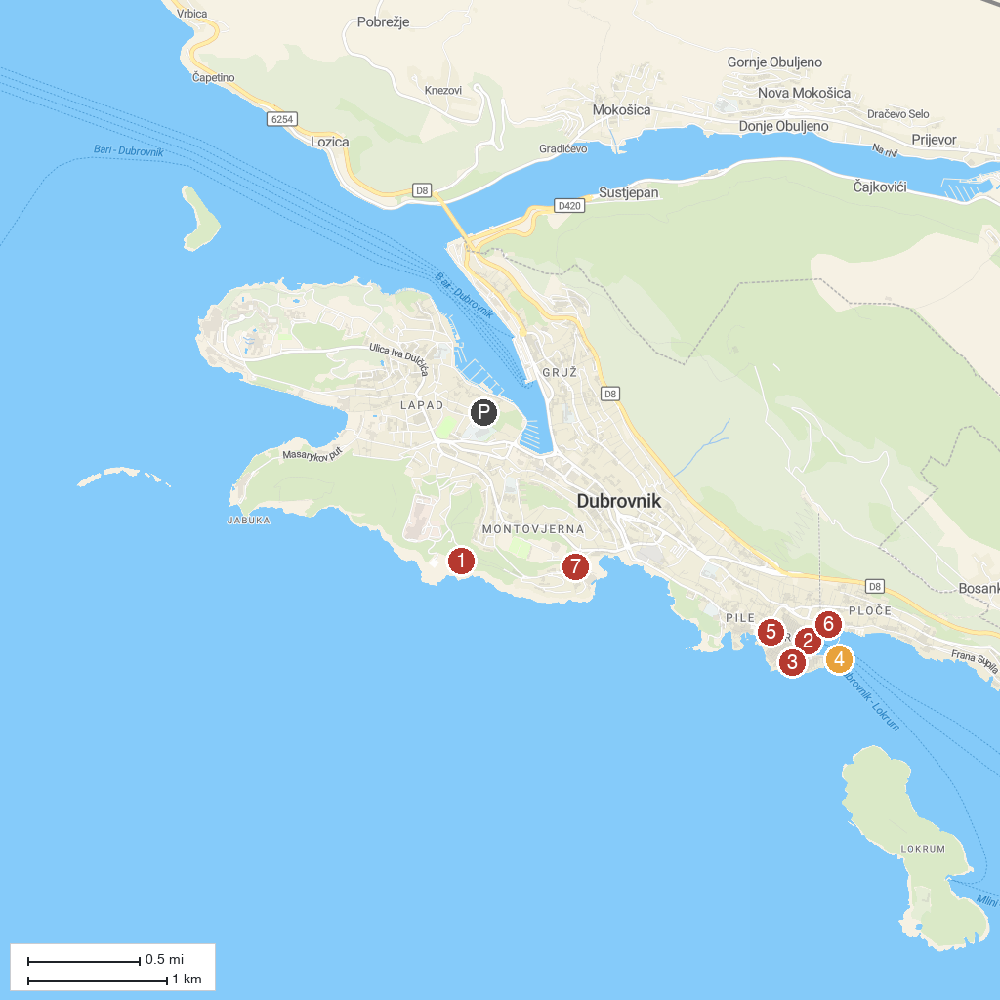 Vrbica
Pobrežje
Čapetino
Knezovi
Gornje Obuljeno
Nova Mokošica
Mokošica
Dračevo Selo
6254
Donje Obuljeno
Lozica
Gradićevo
Na rivi
Prijevor
Bari - Dubrovnik
D8
Sustjepan
Čajkovići
D420
Bari - Dubrovnik
Ulica Iva Dulčića
GRUŽ
D8
LAPAD
P
Masarykov put
Dubrovnik
JABUKA
MONTOVJERNA
1
7
D8
Bosank
PILE
PLOČE
6
5
R
2
3
4
Frana Supila
brovnik - Lokrum
LOKRUM
Mlini
0.5 mi
1 km